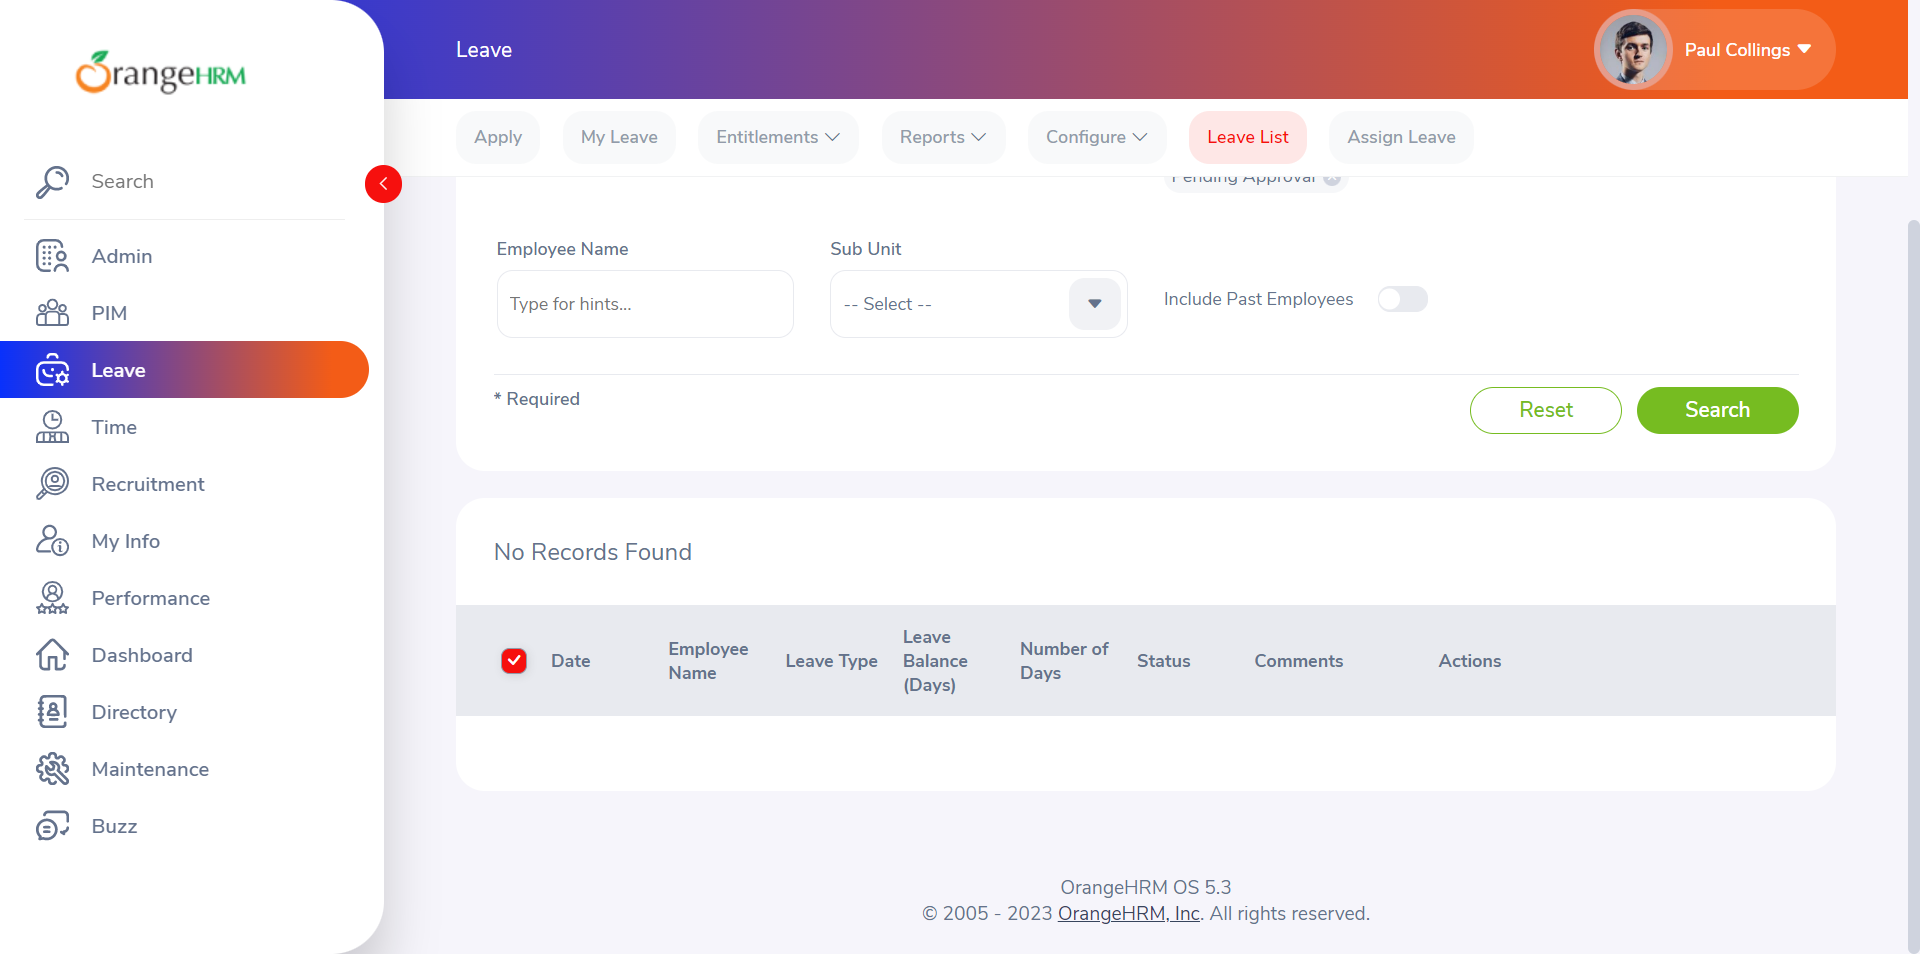 OrangeHRM
Leave
Paul Collings
Apply
My Leave
Entitlements
Reports
Configure
Leave List
Assign Leave
Search
Admin
PIM
Leave
Time
Recruitment
My Info
Performance
Dashboard
Directory
Maintenance
Buzz
Pending Approval
Employee Name
Sub Unit
Type for hints...
-- Select --
Include Past Employees
* Required
Reset
Search
No Records Found
Date
Employee
Name
Leave Type
Leave
Balance
(Days)
Number of
Days
Status
Comments
Actions
OrangeHRM OS 5.3
© 2005 - 2023 OrangeHRM, Inc. All rights reserved.